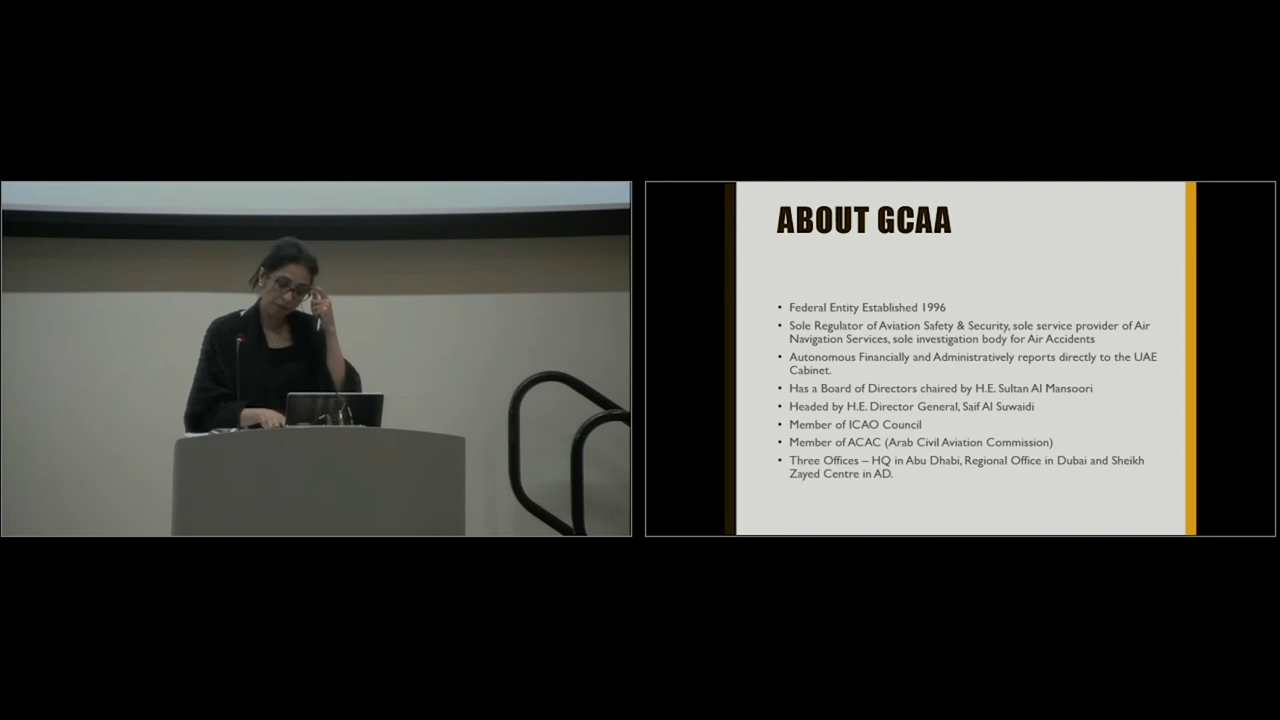 ABOUT GCAA
• Federal Entity Established 1996
• Sole Regulator of Aviation Safety & Security, sole service provider of Air
Navigation Services, sole investigation body for Air Accidents
• Autonomous Financially and Administratively reports directly to the UAE
Cabinet.
• Has a Board of Directors chaired by H.E. Sultan Al Mansoori
• Headed by H.E. Director General, Saif Al Suwaidi
• Member of ICAO Council
• Member of ACAC (Arab Civil Aviation Commission)
• Three Offices – HQ in Abu Dhabi, Regional Office in Dubai and Sheikh
Zayed Centre in AD.